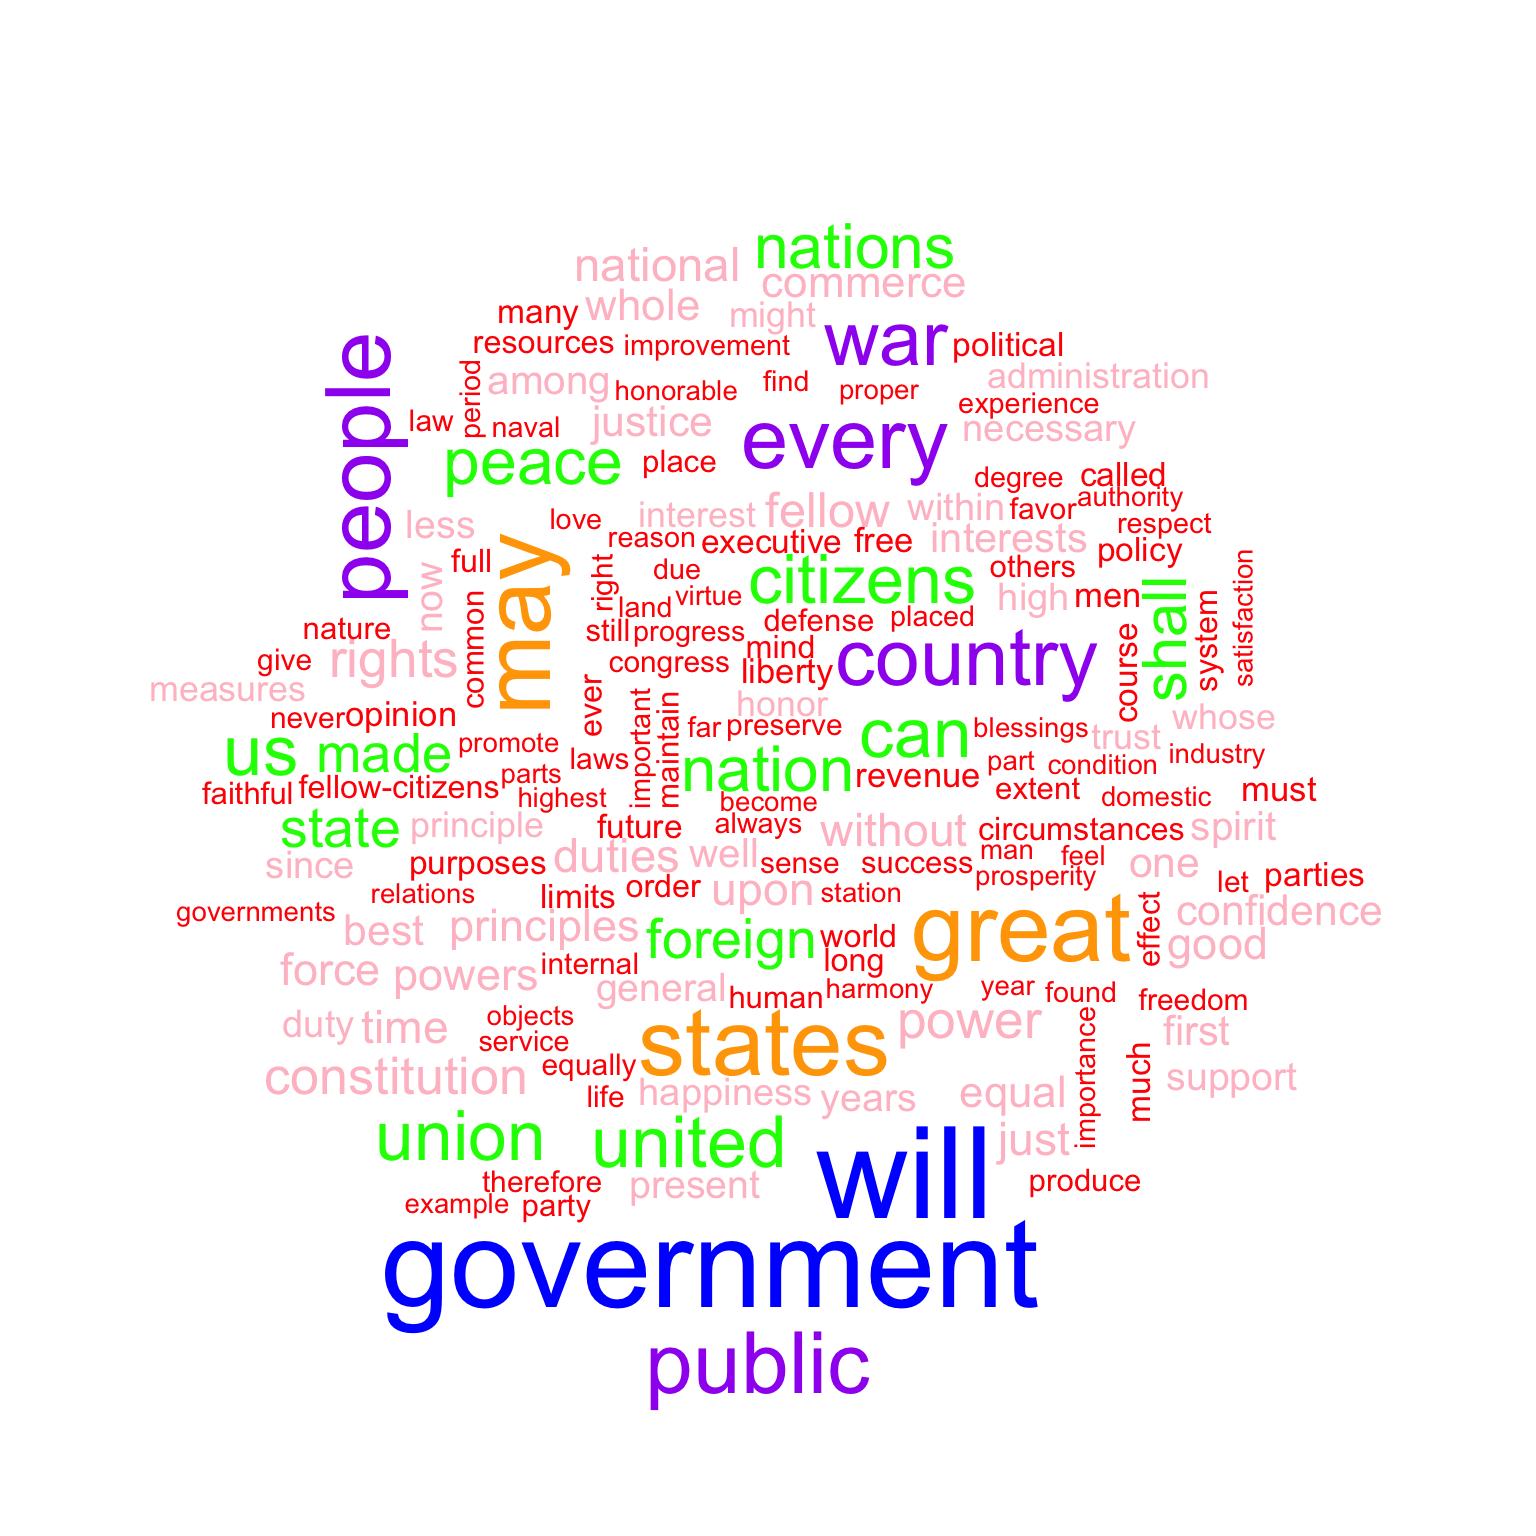 nations
national
commerce
whole
many
might
war
political
resources
improvement
people
period
among
honorable
find
proper
administration
experience
law
naval
justice
every
necessary
peace
place
degree
called
authority
less
love
interest
fellow
within
favor
respect
reason
executive
free
interests
policy
may
full
now
right
due
citizens
others
shall
satisfaction
land
virtue
high
men
system
nature
common
still
progress
defense
placed
mind
course
give
rights
congress
liberty
country
measures
ever
important
maintain
honor
never
opinion
far
preserve
can
blessings
trust
whose
us
made
promote
laws
nation
revenue
part
condition
industry
faithful
fellow-citizens
parts
highest
become
extent
domestic
must
state
principle
future
always
without
circumstances
spirit
since
purposes
duties
well
sense
success
man
feel
one
prosperity
let
parties
relations
limits
order
upon
station
governments
best
principles
foreign
world
great
effect
confidence
good
force
powers
internal
long
general
human
harmony
year
found
freedom
duty
time
objects
service
states
power
importance
first
constitution
equally
life
happiness
years
equal
much
support
union
united
will
just
therefore
present
produce
example
party
government
public